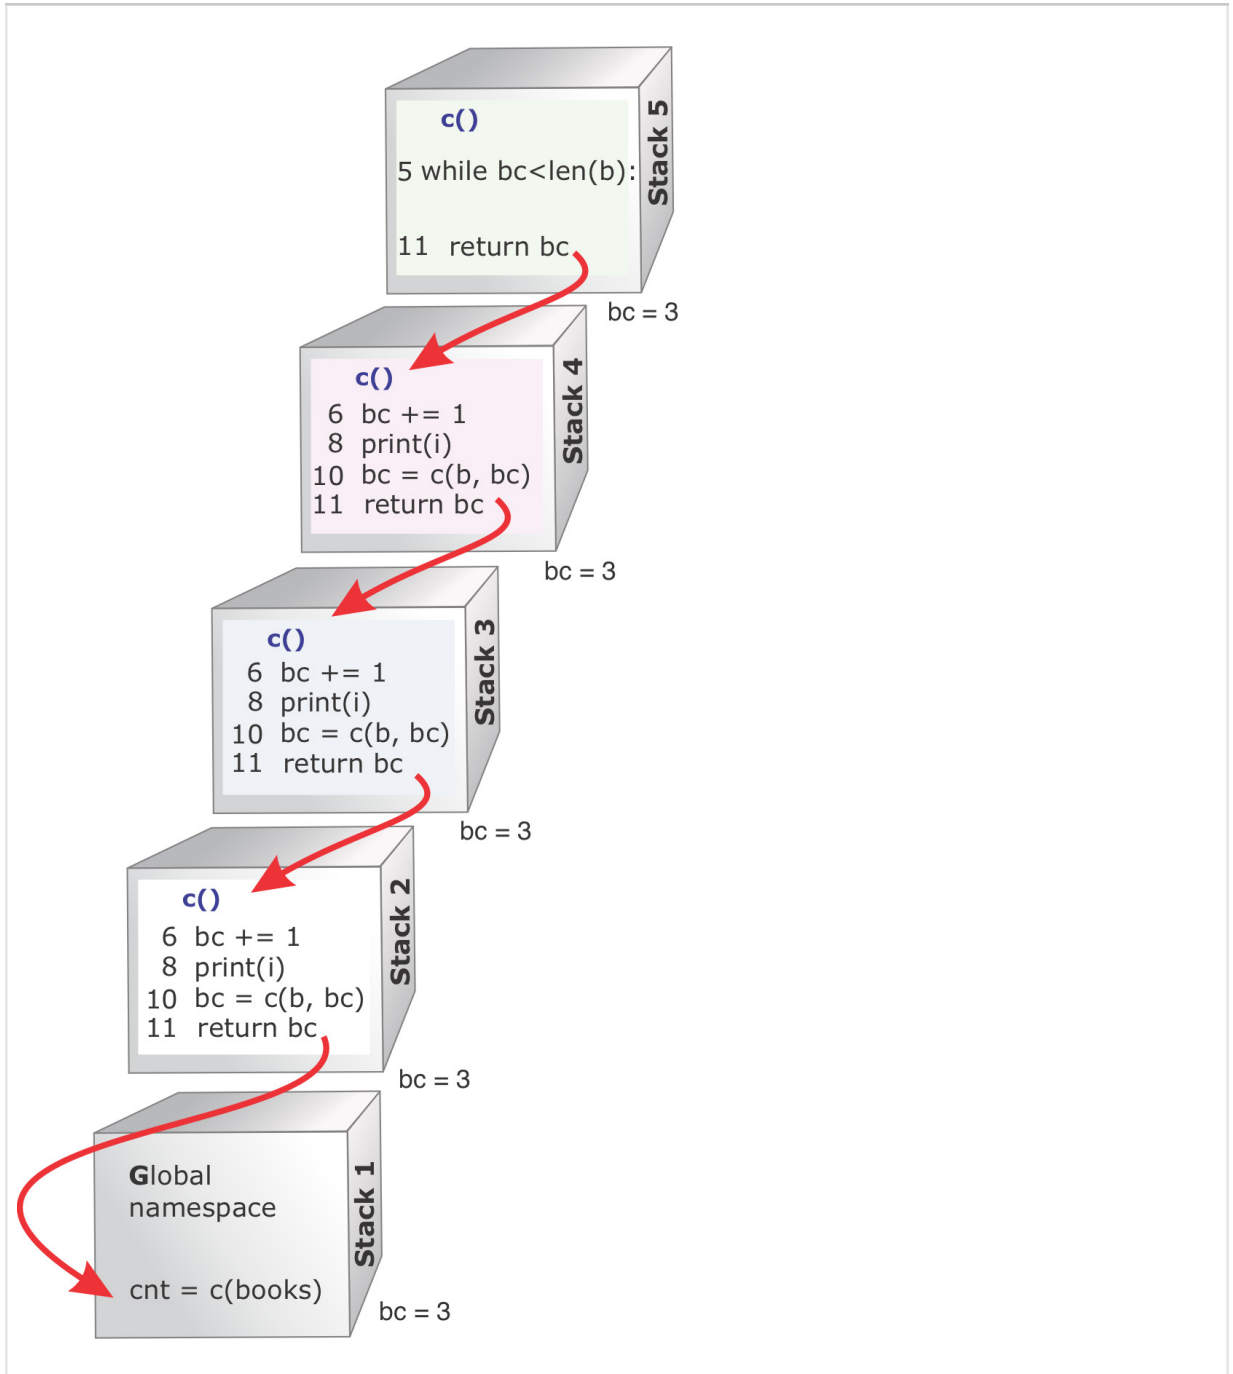 c()
Stack 5
5 while bc<len(b):
11 return bc
bc = 3
c()
Stack 4
6 bc += 1
8 print(i)
10 bc = c(b, bc)
11 return bc
bc = 3
c()
Stack 3
6 bc += 1
8 print(i)
10 bc = c(b, bc)
11 return bc
bc = 3
c()
Stack 2
6 bc += 1
8 print(i)
10 bc = c(b, bc)
11 return bc
bc = 3
Global
namespace
Stack 1
cnt = c(books)
bc = 3